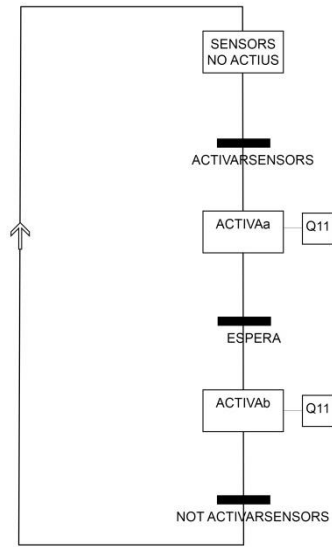 SENSORS
NO ACTIUS
ACTIVARSENSORS
ACTIVAa
Q11
ESPERA
ACTIVAb
Q11
NOT ACTIVARSENSORS